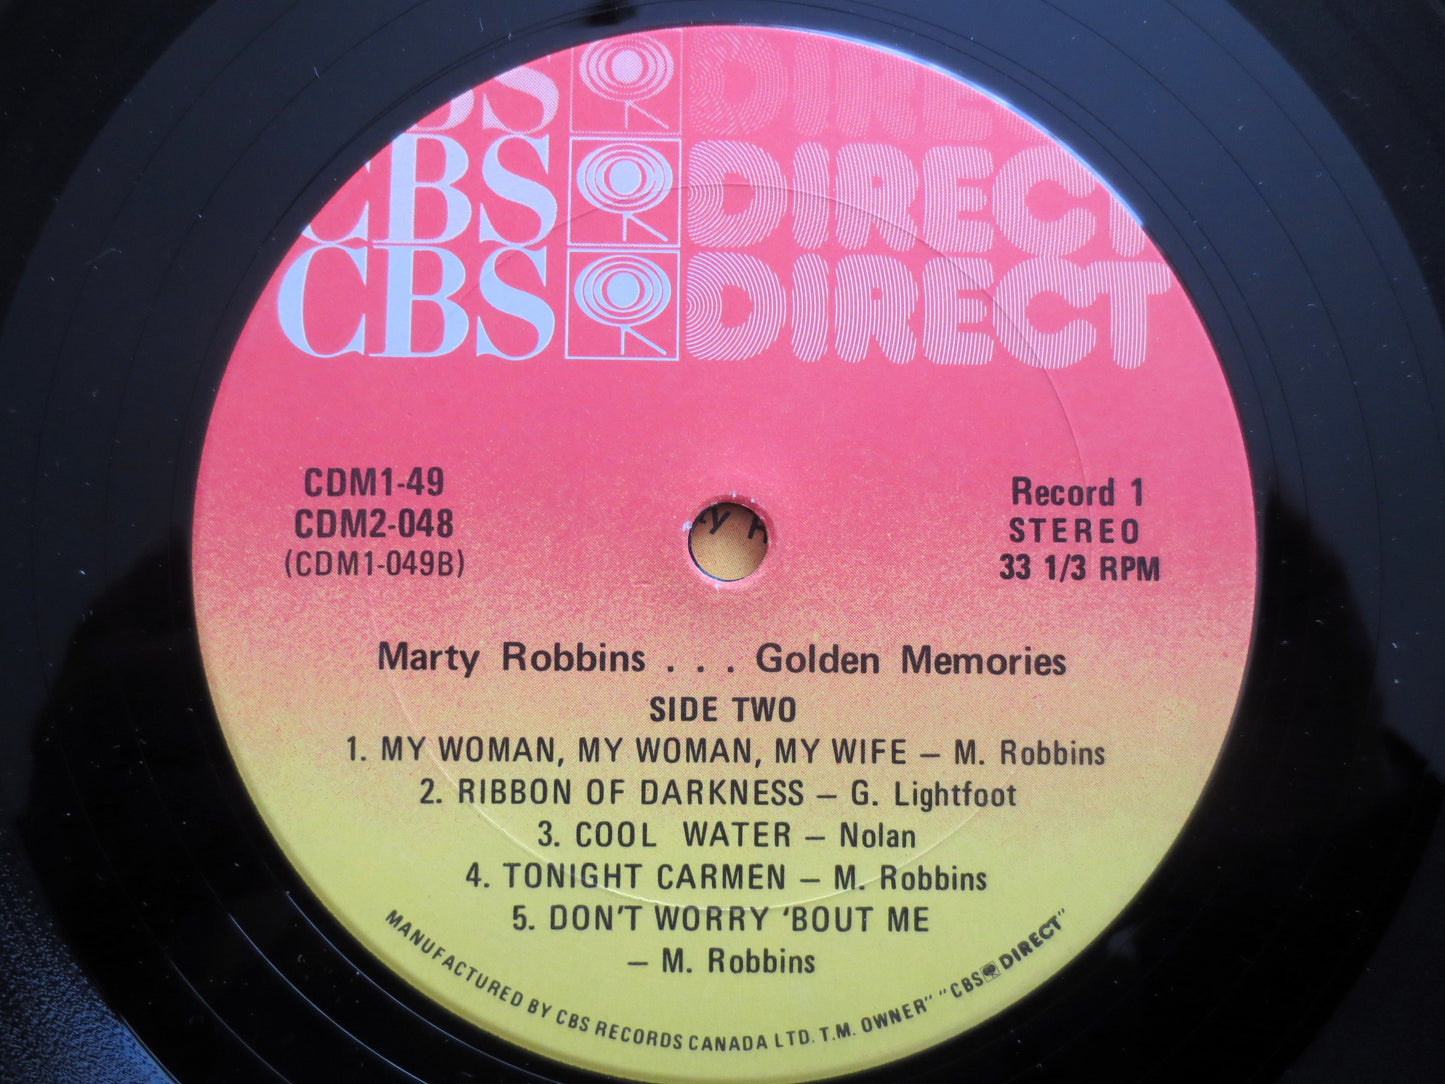 CBS DIRECT
CBS DIRECT
CBS DIRECT
CDM1-49
CDM2-048
(CDM1-049B)
Record 1
STEREO
33 1/3 RPM
Marty Robbins . . . Golden Memories
SIDE TWO
1. MY WOMAN, MY WOMAN, MY WIFE – M. Robbins
2. RIBBON OF DARKNESS – G. Lightfoot
3. COOL WATER – Nolan
4. TONIGHT CARMEN – M. Robbins
5. DON'T WORRY 'BOUT ME
– M. Robbins
MANUFACTURED BY CBS RECORDS CANADA LTD. T.M. OWNER" "CBS DIRECT"